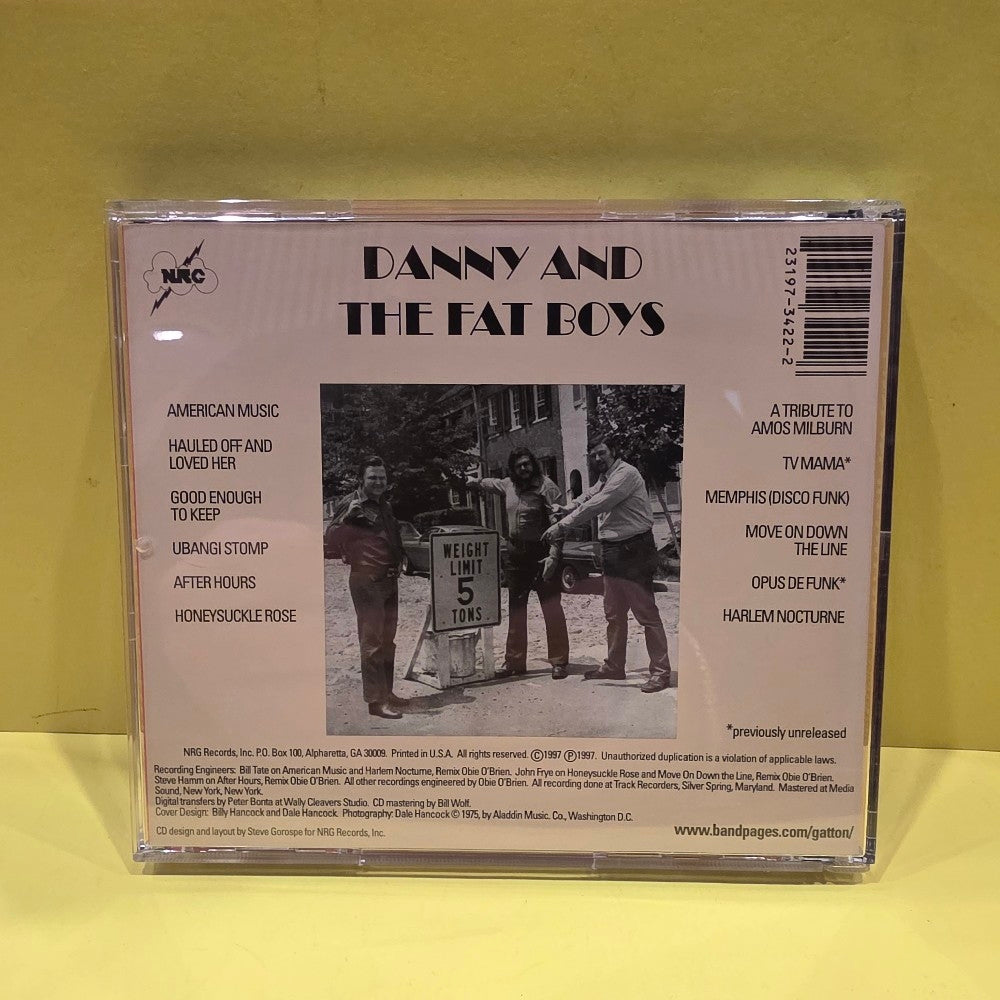 NRG
DANNY AND
THE FAT BOYS
23197-3422-2
AMERICAN MUSIC
HAULED OFF AND
LOVED HER
GOOD ENOUGH
TO KEEP
UBANGI STOMP
AFTER HOURS
HONEYSUCKLE ROSE
WEIGHT
LIMIT
5
TONS
A TRIBUTE TO
AMOS MILBURN
TV MAMA*
MEMPHIS (DISCO FUNK)
MOVE ON DOWN
THE LINE
OPUS DE FUNK*
HARLEM NOCTURNE
*previously unreleased
NRG Records, Inc. P.O. Box 100, Alpharetta, GA 30009. Printed in U.S.A. All rights reserved. Ⓒ1997 Ⓟ1997. Unauthorized duplication is a violation of applicable laws.
Recording Engineers: Bill Tate on American Music and Harlem Nocturne, Remix Obie O'Brien. John Frye on Honeysuckle Rose and Move On Down the Line, Remix Obie O'Brien.
Steve Hamm on After Hours, Remix Obie O'Brien. All other recordings engineered by Obie O'Brien. All recording done at Track Recorders, Silver Spring, Maryland. Mastered at Media
Sound, New York, New York.
Digital transfers by Peter Bonta at Wally Cleavers Studio. CD mastering by Bill Wolf.
Cover Design: Billy Hancock and Dale Hancock. Photography: Dale Hancock © 1975, by Aladdin Music. Co., Washington D.C.
CD design and layout by Steve Gorospe for NRG Records, Inc.
www.bandpages.com/gatton/